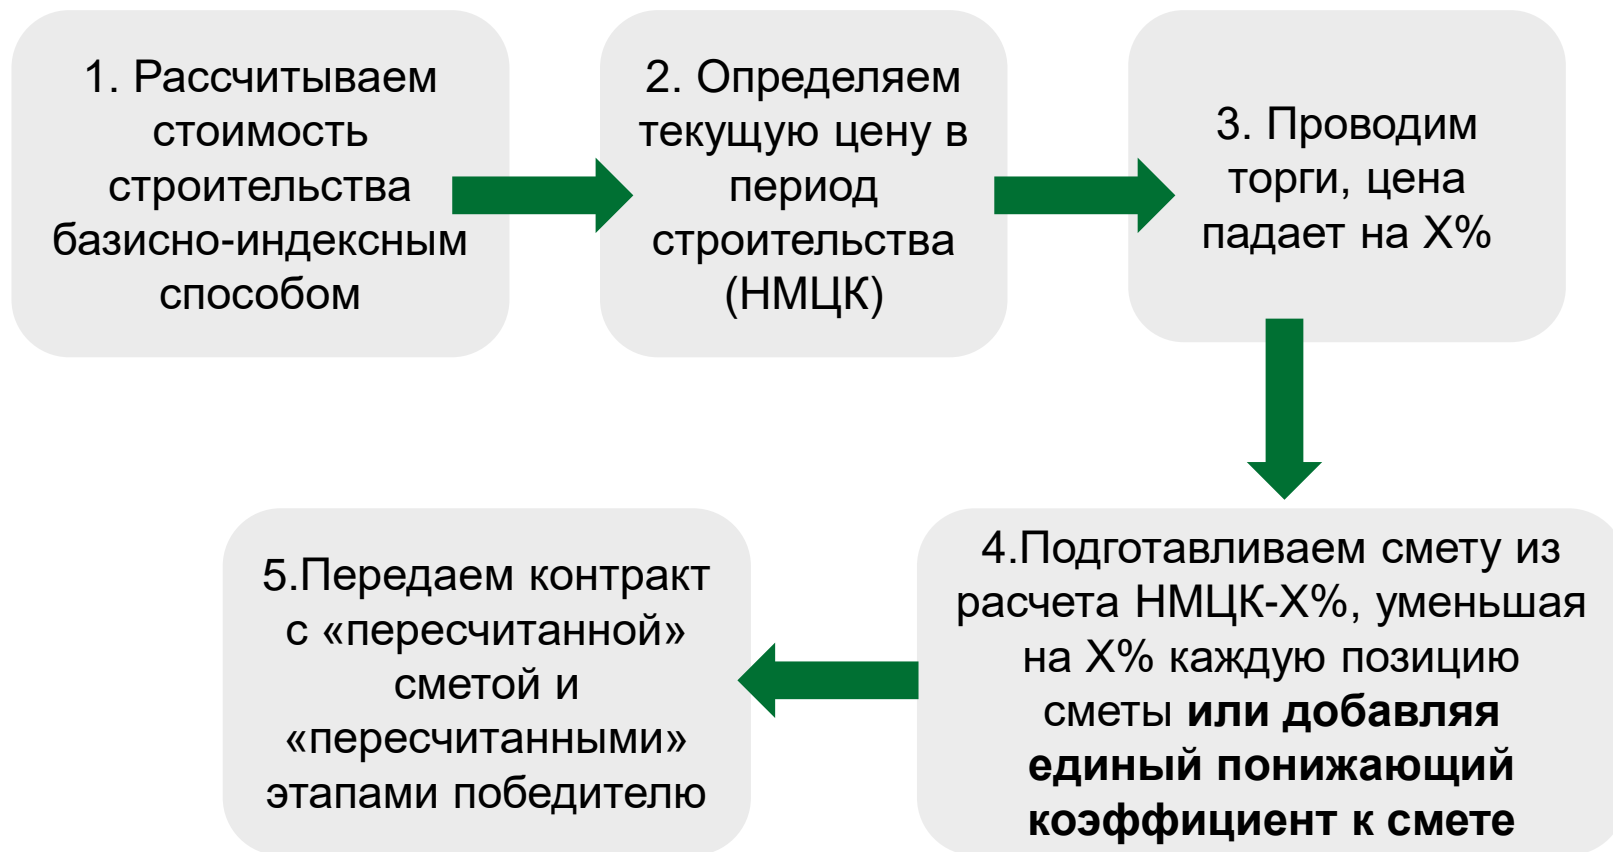 1. Рассчитываем
стоимость
строительства
базисно-индексным
способом
2. Определяем
текущую цену в
период
строительства
(НМЦК)
3. Проводим
торги, цена
падает на X%
4.Подготавливаем смету из
расчета НМЦК-X%, уменьшая
на X% каждую позицию
сметы или добавляя
единый понижающий
коэффициент к смете
5.Передаем контракт
с «пересчитанной»
сметой и
«пересчитанными»
этапами победителю